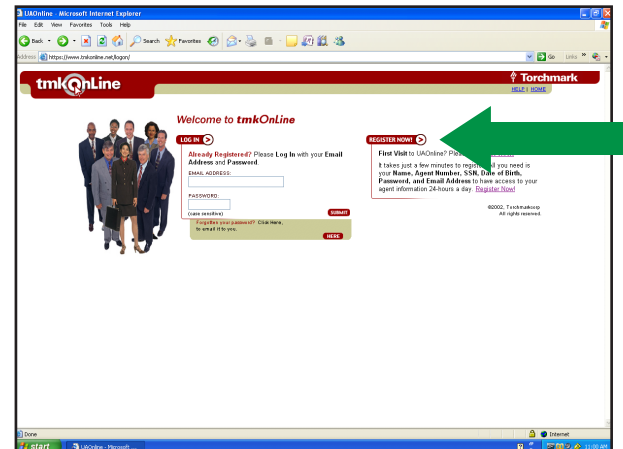 UAOnline - Microsoft Internet Explorer
File Edit View Favorites Tools Help
Back Search Favorites
Address https://www.tmkonline.net/logon/ Go Links »
tmkOnLine
Torchmark
HELP | HOME
Welcome to tmkOnLine
LOG IN
Already Registered? Please Log In with your Email
Address and Password.
EMAIL ADDRESS:
PASSWORD:
(case sensitive) SUBMIT
Forgotten your password? Click Here,
to email it to you.
HERE
REGISTER NOW!
First Visit to UAOnline?
It takes just a few minutes to register. All you need is
your Name, Agent Number, SSN, Date of Birth,
Password, and Email Address to have access to your
agent information 24-hours a day. Register Now!
©2002, Torchmarkcorp
All rights reserved.
Done Internet
start UAOnline - Microsoft ... 11:00 AM